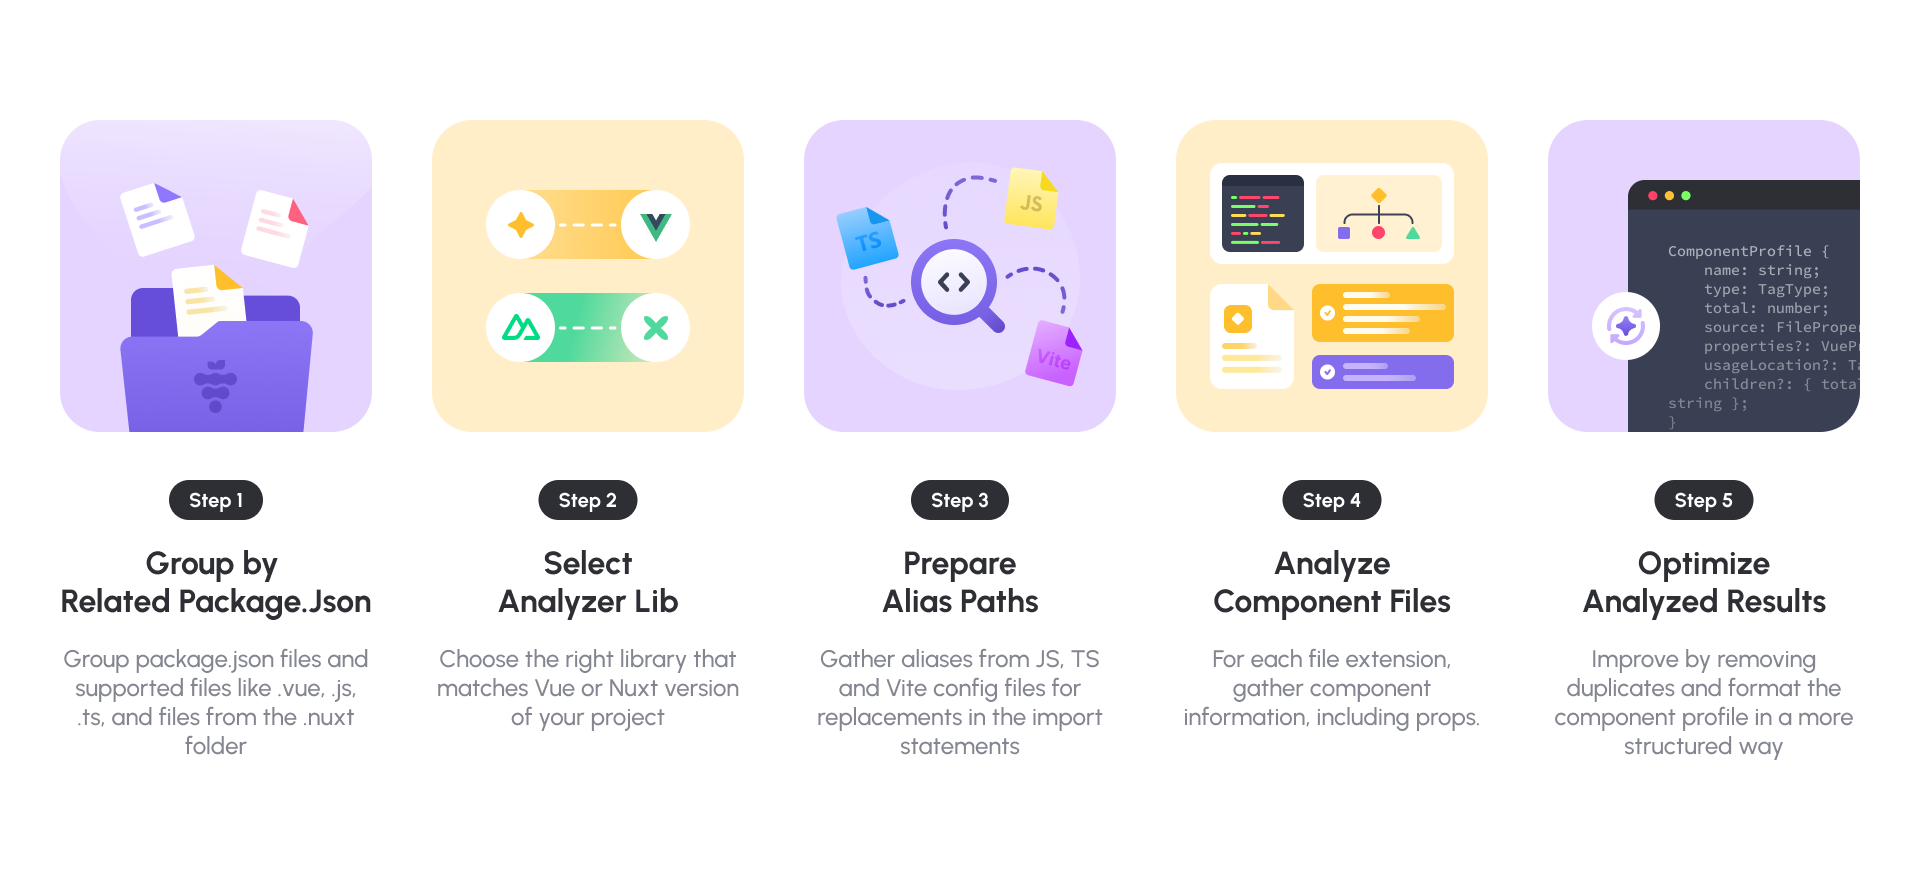 TS
JS
Vite
ComponentProfile {
name: string;
type: TagType;
total: number;
source: FileProper
properties?: VuePr
usageLocation?: Ta
children?: { total
string };
}
Step 1
Group by
Related Package.Json
Group package.json files and
supported files like .vue, .js,
.ts, and files from the .nuxt
folder
Step 2
Select
Analyzer Lib
Choose the right library that
matches Vue or Nuxt version
of your project
Step 3
Prepare
Alias Paths
Gather aliases from JS, TS
and Vite config files for
replacements in the import
statements
Step 4
Analyze
Component Files
For each file extension,
gather component
information, including props.
Step 5
Optimize
Analyzed Results
Improve by removing
duplicates and format the
component profile in a more
structured way